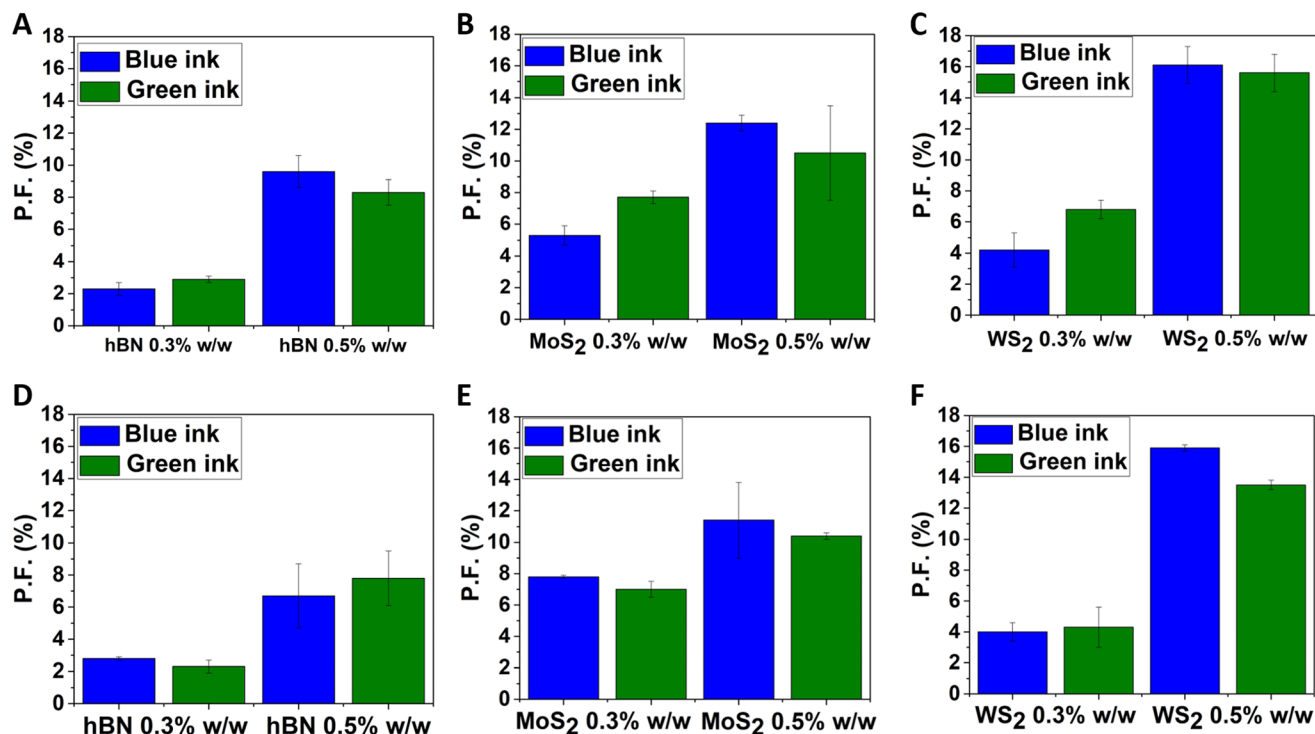 A
18
16
14
12
10
8
6
4
2
0
P.F. (%)
Blue ink
Green ink
hBN 0.3% w/w
hBN 0.5% w/w
B
18
16
14
12
10
8
6
4
2
0
P.F. (%)
Blue ink
Green ink
MoS₂ 0.3% w/w
MoS₂ 0.5% w/w
C
18
16
14
12
10
8
6
4
2
0
P.F. (%)
Blue ink
Green ink
WS₂ 0.3% w/w
WS₂ 0.5% w/w
D
18
16
14
12
10
8
6
4
2
0
P.F. (%)
Blue ink
Green ink
hBN 0.3% w/w
hBN 0.5% w/w
E
18
16
14
12
10
8
6
4
2
0
P.F. (%)
Blue ink
Green ink
MoS₂ 0.3% w/w
MoS₂ 0.5% w/w
F
18
16
14
12
10
8
6
4
2
0
P.F. (%)
Blue ink
Green ink
WS₂ 0.3% w/w
WS₂ 0.5% w/w